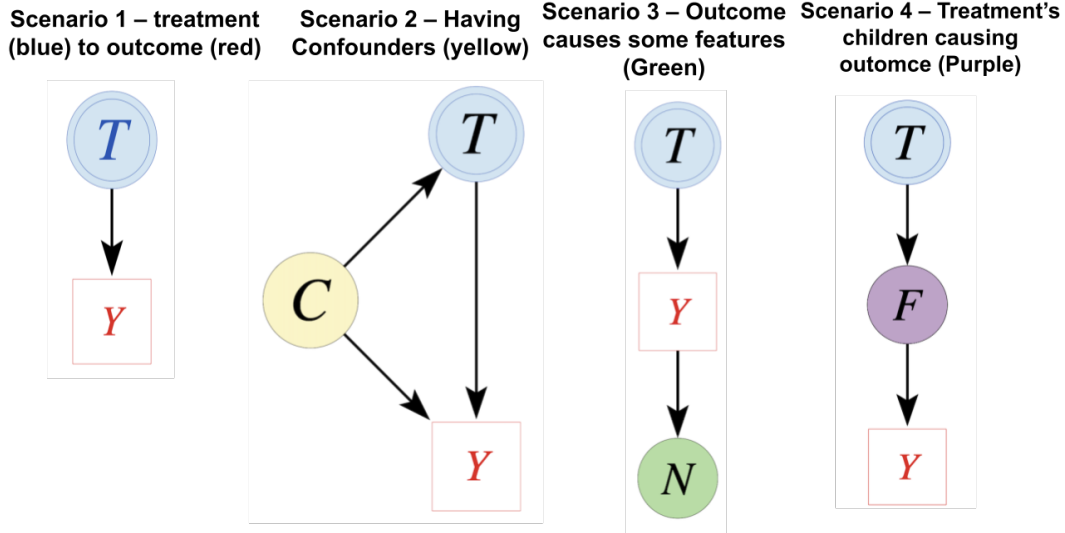 Scenario 1 – treatment
(blue) to outcome (red)
Scenario 2 – Having
Confounders (yellow)
Scenario 3 – Outcome
causes some features
(Green)
Scenario 4 – Treatment’s
children causing
outomce (Purple)
T
Y
C
T
Y
T
Y
N
T
F
Y